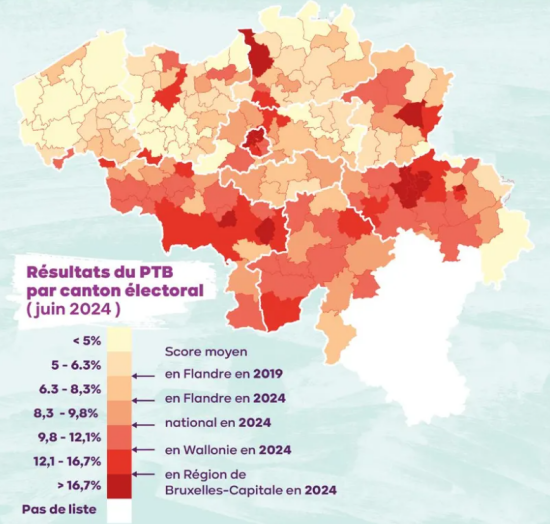 Résultats du PTB
par canton électoral
( juin 2024 )
< 5%
5 - 6.3%
6.3 - 8,3%
8,3 - 9,8%
9,8 - 12,1%
12,1 - 16,7%
> 16,7%
Pas de liste
Score moyen
en Flandre en 2019
en Flandre en 2024
national en 2024
en Wallonie en 2024
en Région de
Bruxelles-Capitale en 2024